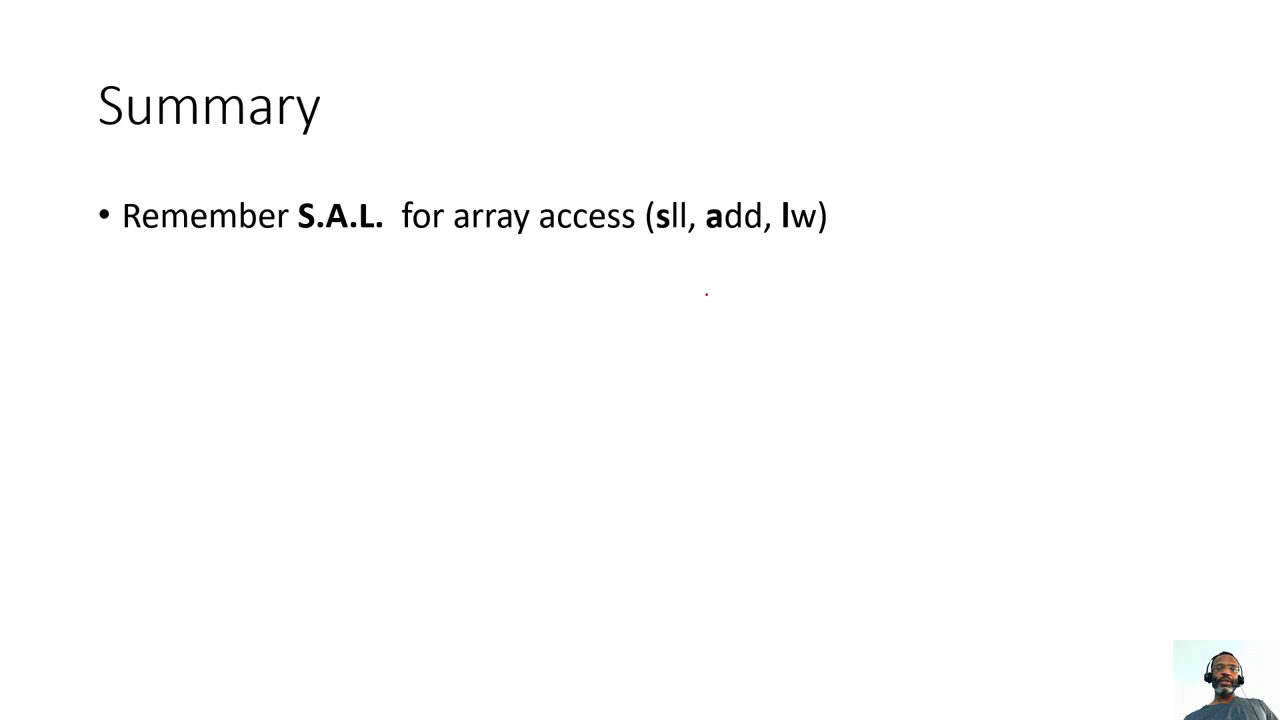 Summary
• Remember S.A.L. for array access (sll, add, lw)